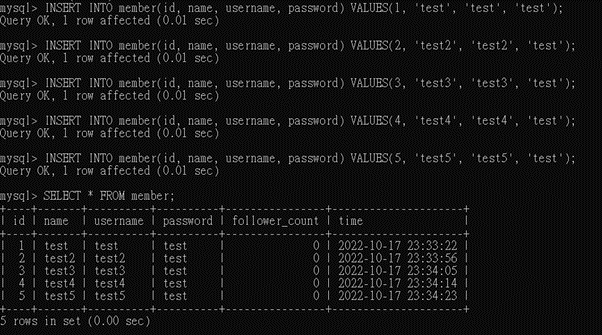 mysql> INSERT INTO member(id, name, username, password) VALUES(1, 'test', 'test', 'test');
Query OK, 1 row affected (0.01 sec)
mysql> INSERT INTO member(id, name, username, password) VALUES(2, 'test2', 'test2', 'test');
Query OK, 1 row affected (0.01 sec)
mysql> INSERT INTO member(id, name, username, password) VALUES(3, 'test3', 'test3', 'test');
Query OK, 1 row affected (0.01 sec)
mysql> INSERT INTO member(id, name, username, password) VALUES(4, 'test4', 'test4', 'test');
Query OK, 1 row affected (0.01 sec)
mysql> INSERT INTO member(id, name, username, password) VALUES(5, 'test5', 'test5', 'test');
Query OK, 1 row affected (0.01 sec)
mysql> SELECT * FROM member;
+----+-------+----------+----------+----------------+---------------------+
| id | name | username | password | follower_count | time |
+----+-------+----------+----------+----------------+---------------------+
| 1 | test | test | test | 0 | 2022-10-17 23:33:22 |
| 2 | test2 | test2 | test | 0 | 2022-10-17 23:33:56 |
| 3 | test3 | test3 | test | 0 | 2022-10-17 23:34:05 |
| 4 | test4 | test4 | test | 0 | 2022-10-17 23:34:14 |
| 5 | test5 | test5 | test | 0 | 2022-10-17 23:34:23 |
+----+-------+----------+----------+----------------+---------------------+
5 rows in set (0.00 sec)